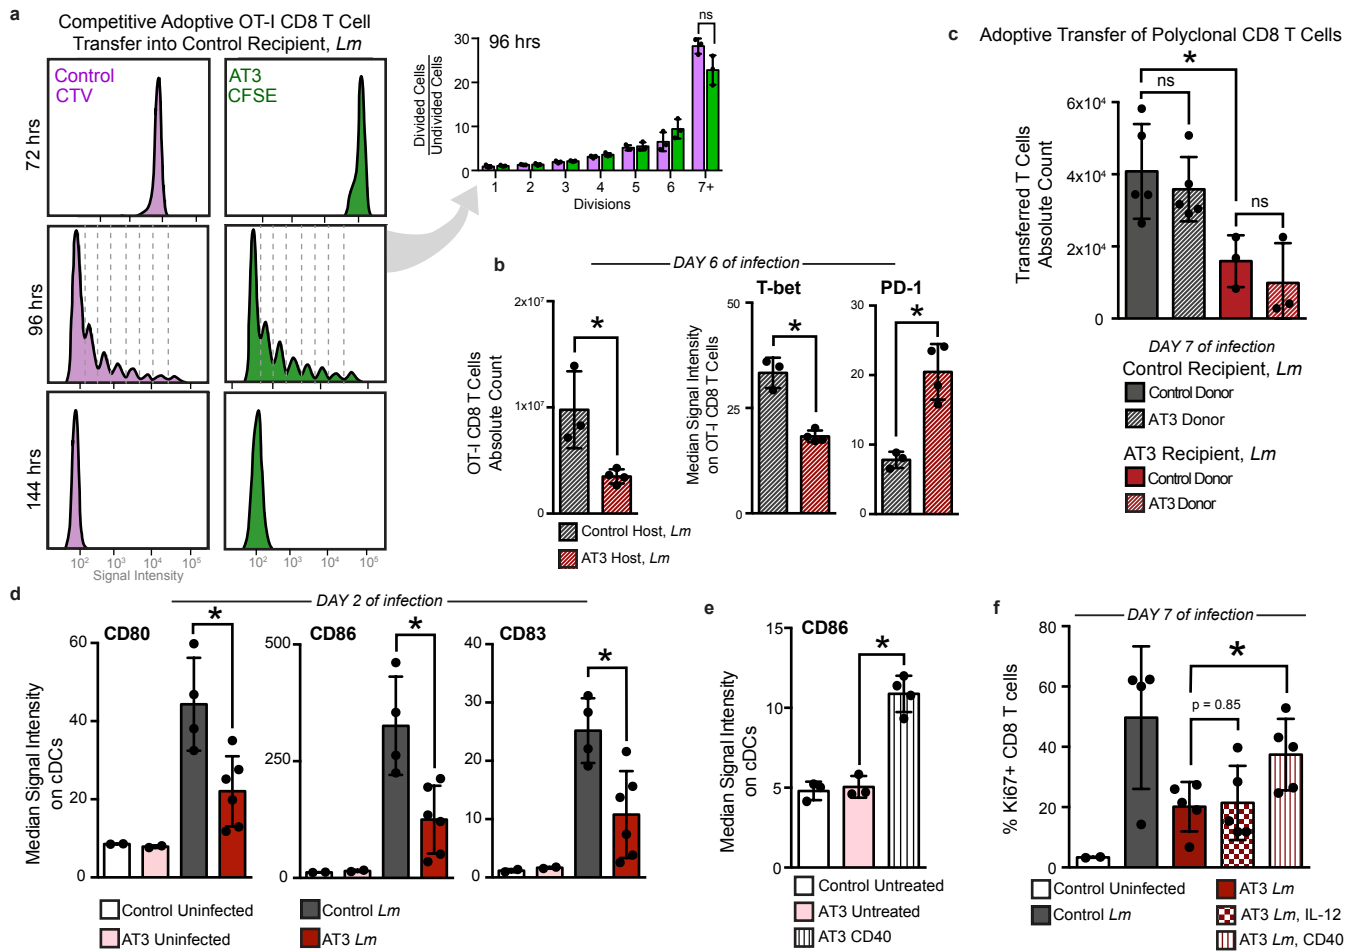 a
Competitive Adoptive OT-I CD8 T Cell
Transfer into Control Recipient, Lm
Control
CTV
AT3
CFSE
72 hrs
96 hrs
144 hrs
10² 10³ 10⁴ 10⁵
10² 10³ 10⁴ 10⁵
Signal Intensity
96 hrs
ns
Divided Cells
Undivided Cells
30
20
10
0
1 2 3 4 5 6 7+
Divisions
b
DAY 6 of infection
OT-I CD8 T Cells
Absolute Count
2x10⁷
1x10⁷
0
*
Control Host, Lm
AT3 Host, Lm
T-bet
Median Signal Intensity
on OT-I CD8 T Cells
50
25
0
*
PD-1
30
20
10
0
*
c
Adoptive Transfer of Polyclonal CD8 T Cells
*
ns
ns
Transferred T Cells
Absolute Count
6x10⁴
4x10⁴
2x10⁴
0
DAY 7 of infection
Control Recipient, Lm
Control Donor
AT3 Donor
AT3 Recipient, Lm
Control Donor
AT3 Donor
d
DAY 2 of infection
Median Signal Intensity
on cDCs
CD80
60
40
20
0
*
CD86
500
250
0
*
CD83
40
30
20
10
0
*
Control Uninfected
AT3 Uninfected
Control Lm
AT3 Lm
e
CD86
Median Signal Intensity
on cDCs
15
10
5
0
*
Control Untreated
AT3 Untreated
AT3 CD40
f
DAY 7 of infection
% Ki67+ CD8 T cells
80
60
40
20
0
*
p = 0.85
Control Uninfected
Control Lm
AT3 Lm
AT3 Lm, IL-12
AT3 Lm, CD40